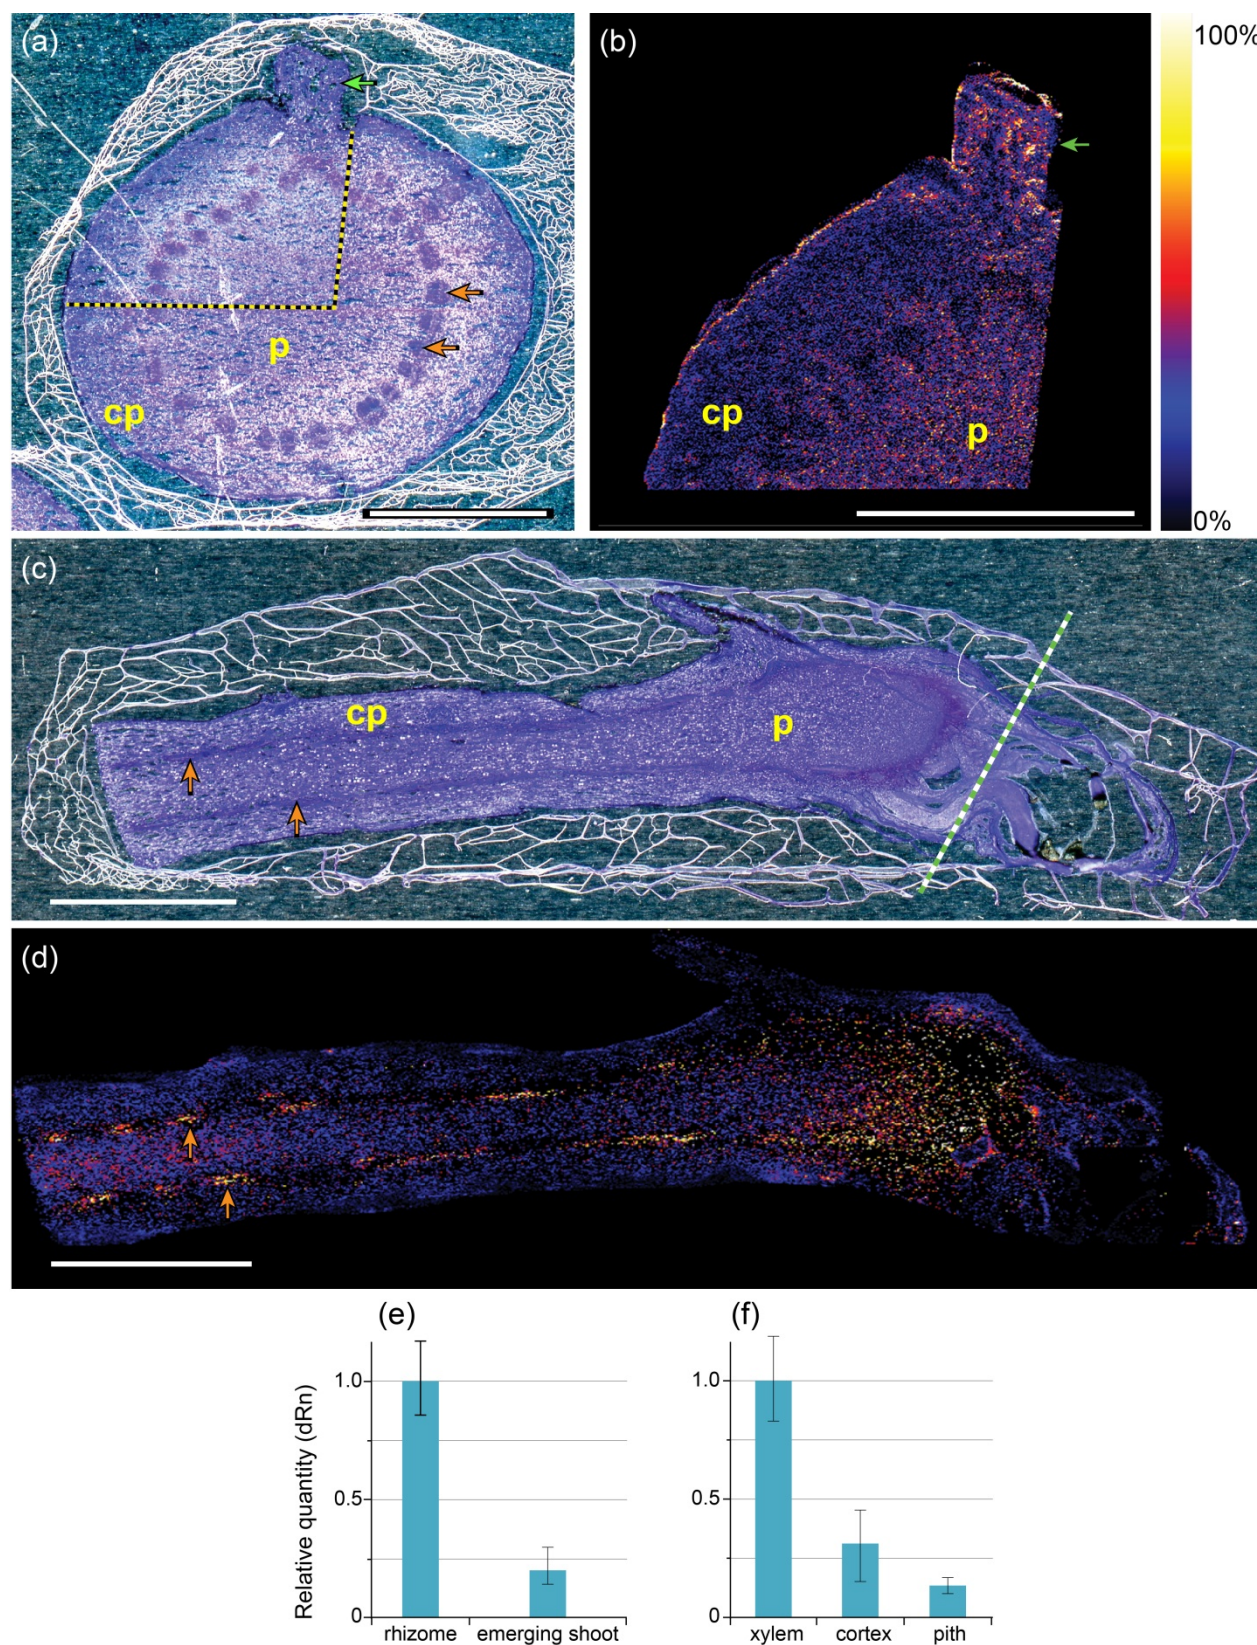 (a)
cp
p
(b)
cp
p
100%
0%
(c)
cp
p
(d)
(e)
Relative quantity (dRn)
1.0
0.5
0
rhizome
emerging shoot
(f)
1.0
0.5
0
xylem
cortex
pith